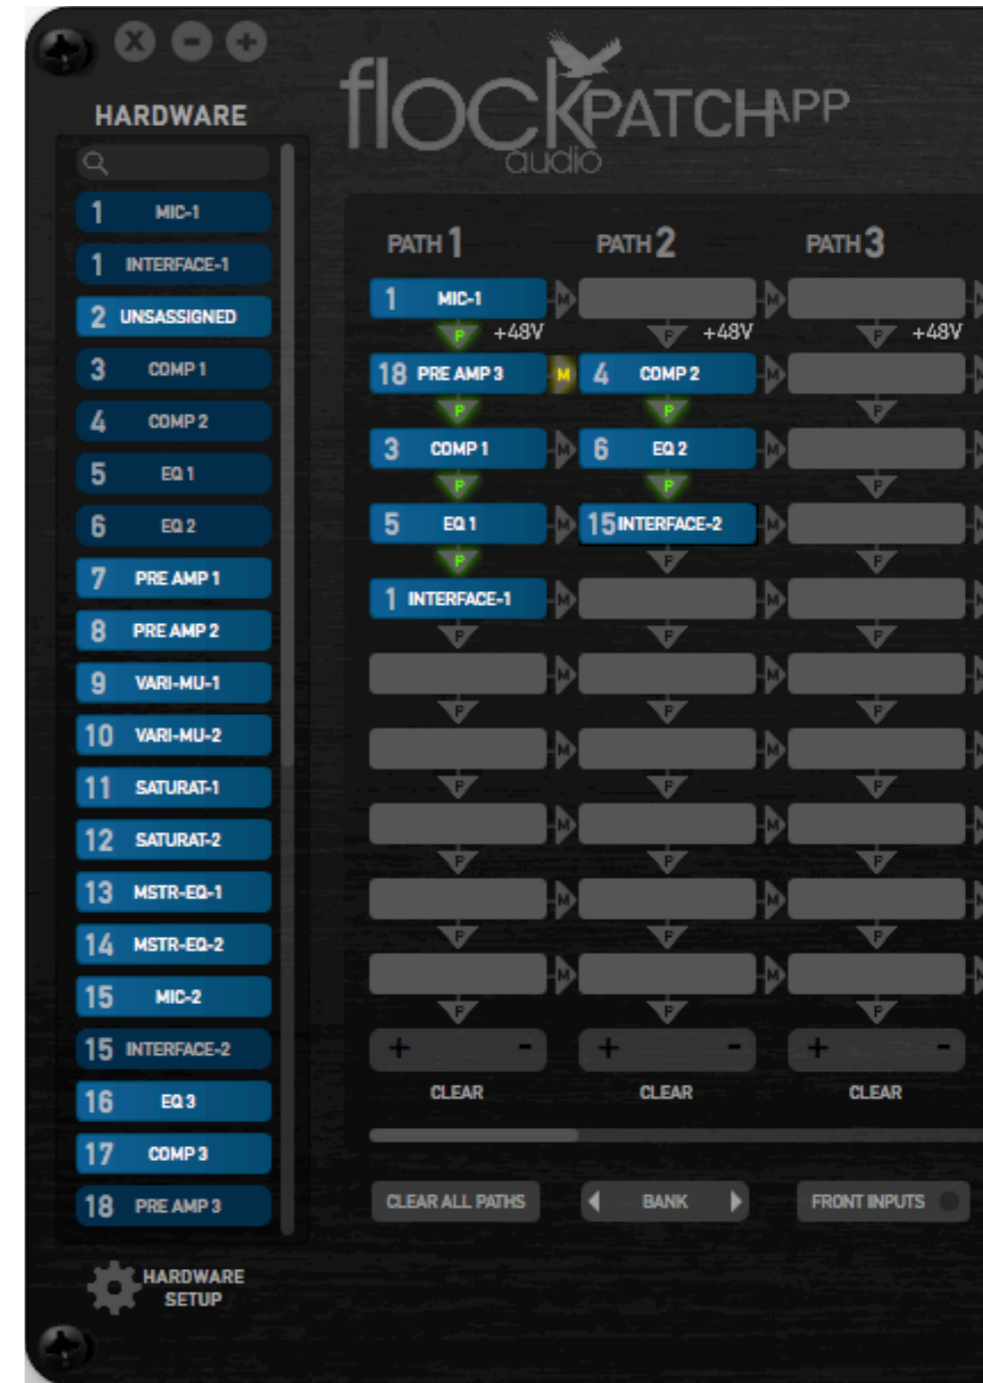 X - +
flock PATCHAPP
audio
HARDWARE
1 MIC-1
1 INTERFACE-1
2 UNSASSIGNED
3 COMP 1
4 COMP 2
5 EQ 1
6 EQ 2
7 PRE AMP 1
8 PRE AMP 2
9 VARI-MU-1
10 VARI-MU-2
11 SATURAT-1
12 SATURAT-2
13 MSTR-EQ-1
14 MSTR-EQ-2
15 MIC-2
15 INTERFACE-2
16 EQ 3
17 COMP 3
18 PRE AMP 3
HARDWARE
SETUP
PATH 1 PATH 2 PATH 3
1 MIC-1 M M M
P +48V P +48V P +48V
18 PRE AMP 3 M 4 COMP 2 M M
P P P
3 COMP 1 M 6 EQ 2 M M
P P P
5 EQ 1 M 15 INTERFACE-2 M M
P P P
1 INTERFACE-1 M M M
P P P
M M M
P P P
M M M
P P P
M M M
P P P
M M M
P P P
M M M
P P P
+ - + - + -
CLEAR CLEAR CLEAR
CLEAR ALL PATHS BANK FRONT INPUTS